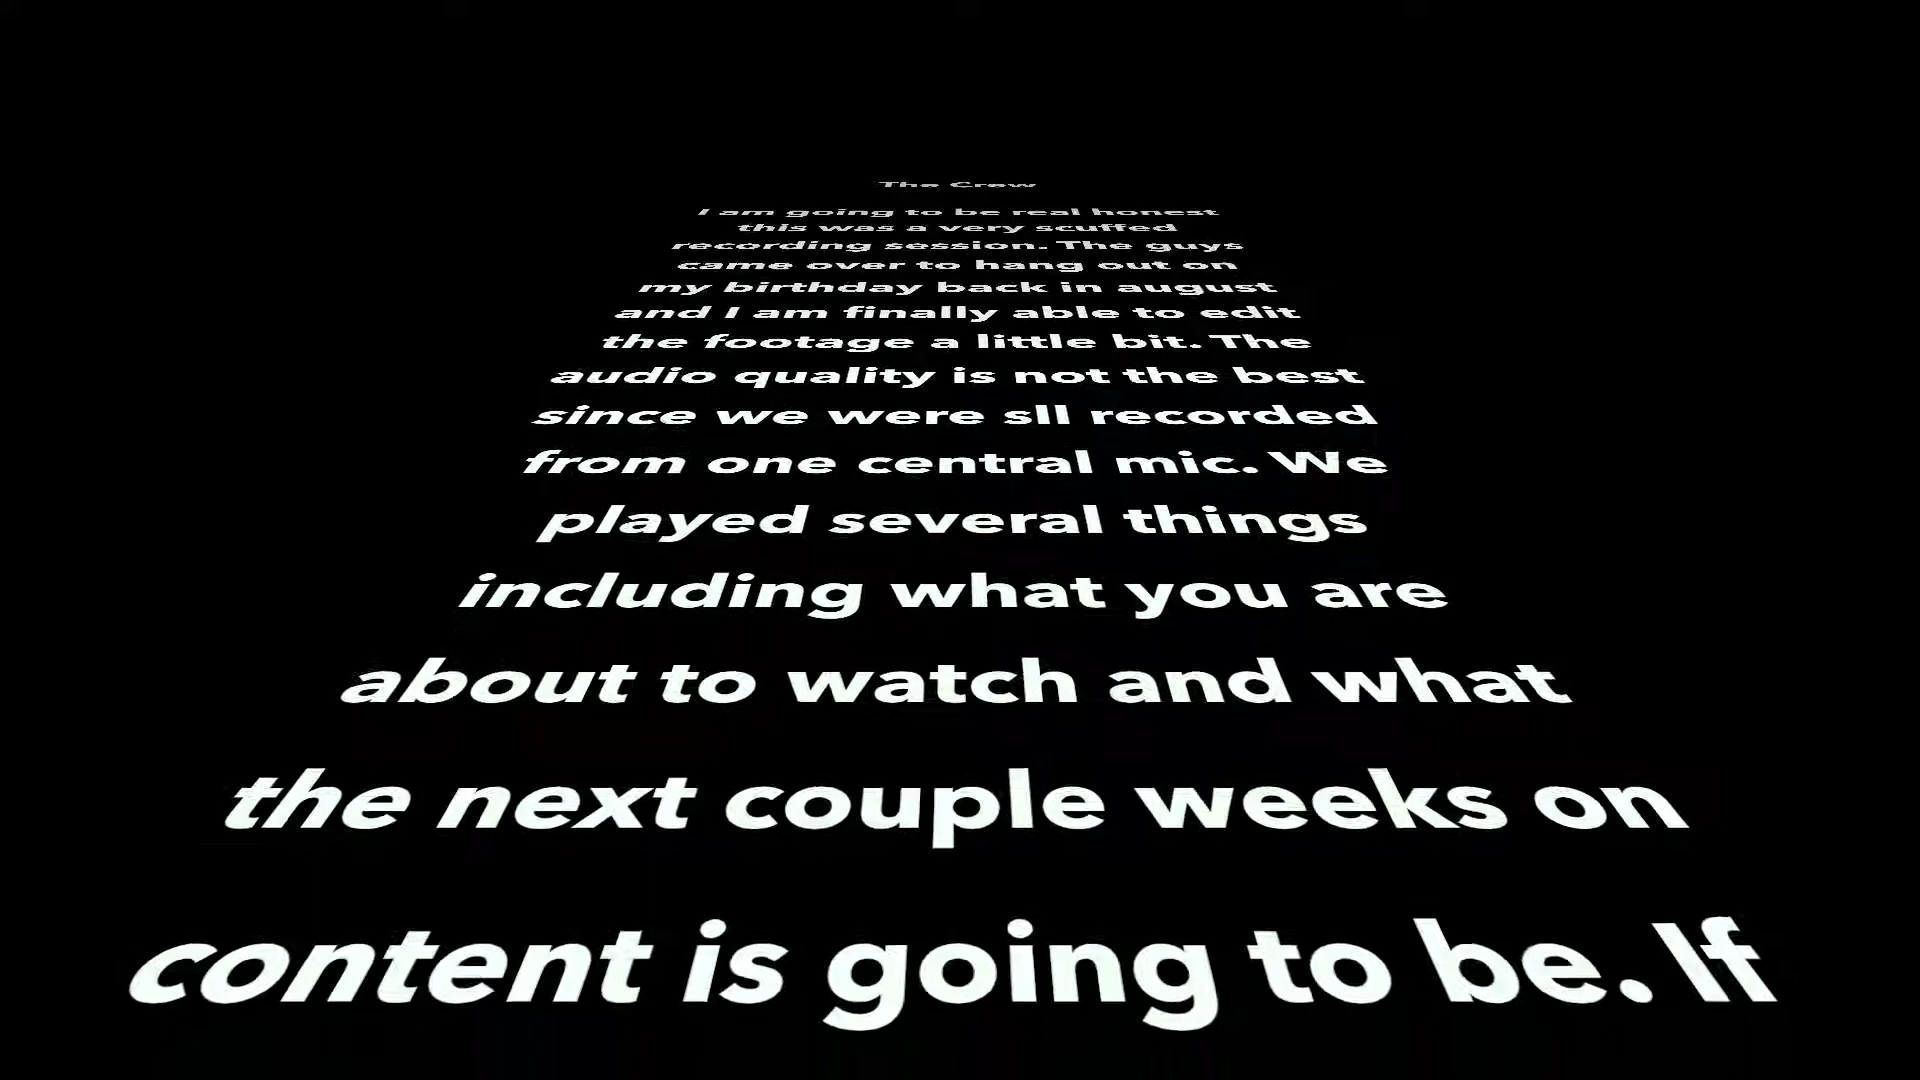 The Crew
I am going to be real honest
this was a very scuffed
recording session. The guys
came over to hang out on
my birthday back in august
and I am finally able to edit
the footage a little bit. The
audio quality is not the best
since we were sll recorded
from one central mic. We
played several things
including what you are
about to watch and what
the next couple weeks on
content is going to be. If